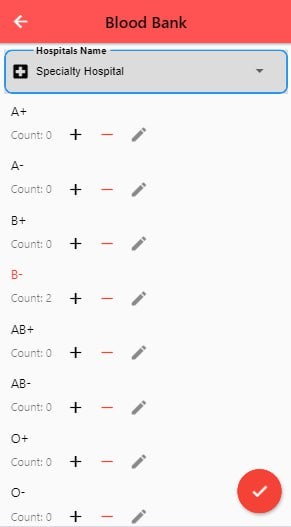 Blood Bank
Hospitals Name
Specialty Hospital
A+
Count: 0
A-
Count: 0
B+
Count: 0
B-
Count: 2
AB+
Count: 0
AB-
Count: 0
O+
Count: 0
O-
Count: 0